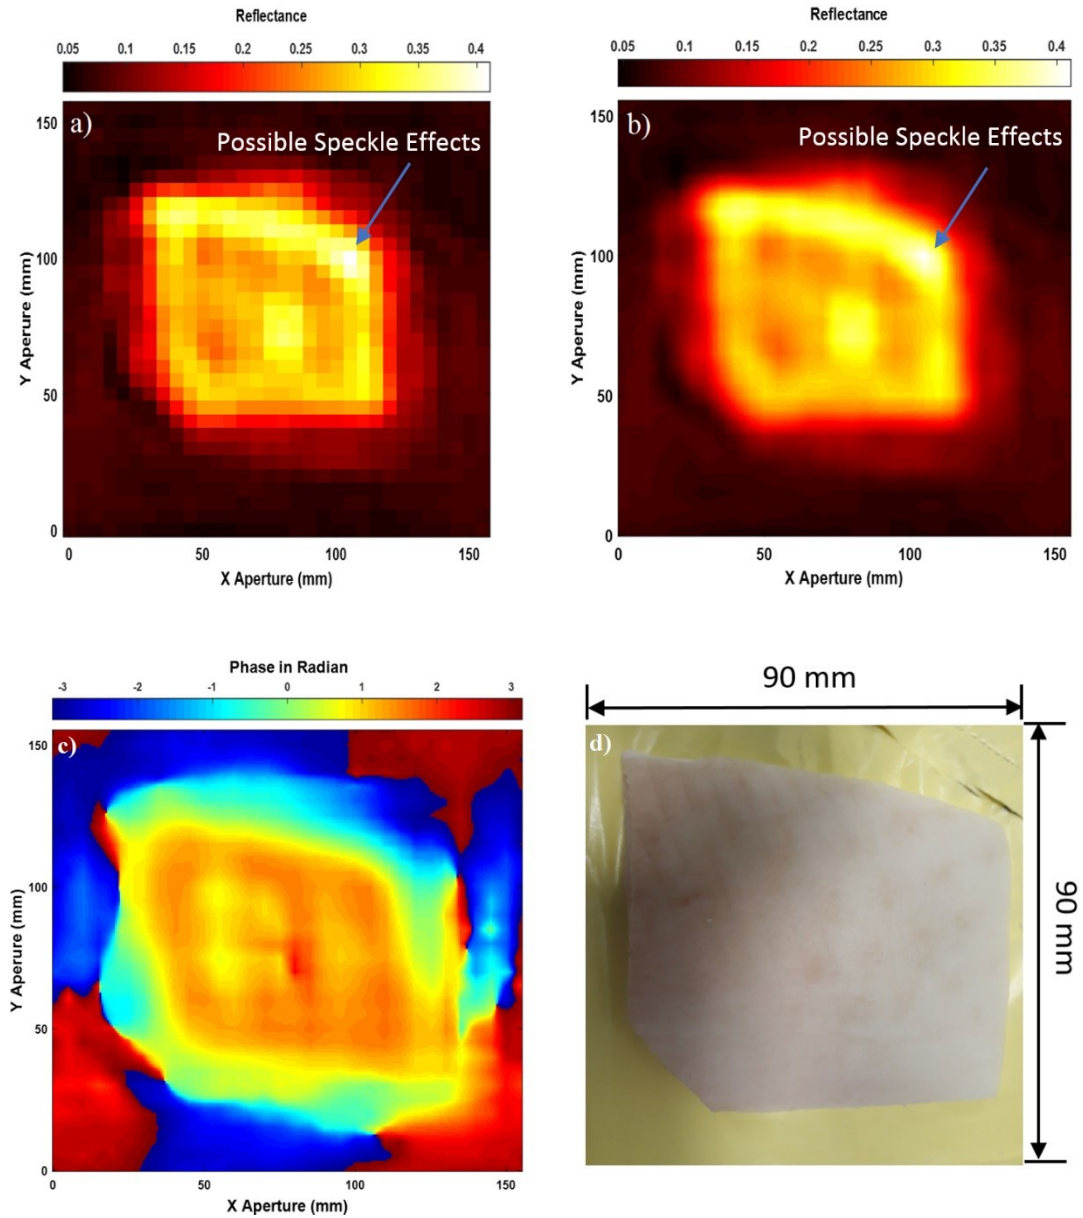 Reflectance
0.05 0.1 0.15 0.2 0.25 0.3 0.35 0.4
a)
Possible Speckle Effects
150
100
50
0
Y Aperure (mm)
0 50 100 150
X Aperture (mm)
Reflectance
0.05 0.1 0.15 0.2 0.25 0.3 0.35 0.4
b)
Possible Speckle Effects
150
100
50
0
Y Aperure (mm)
0 50 100 150
X Aperture (mm)
Phase in Radian
-3 -2 -1 0 1 2 3
c)
150
100
50
0
Y Aperure (mm)
0 50 100 150
X Aperture (mm)
90 mm
d)
90 mm